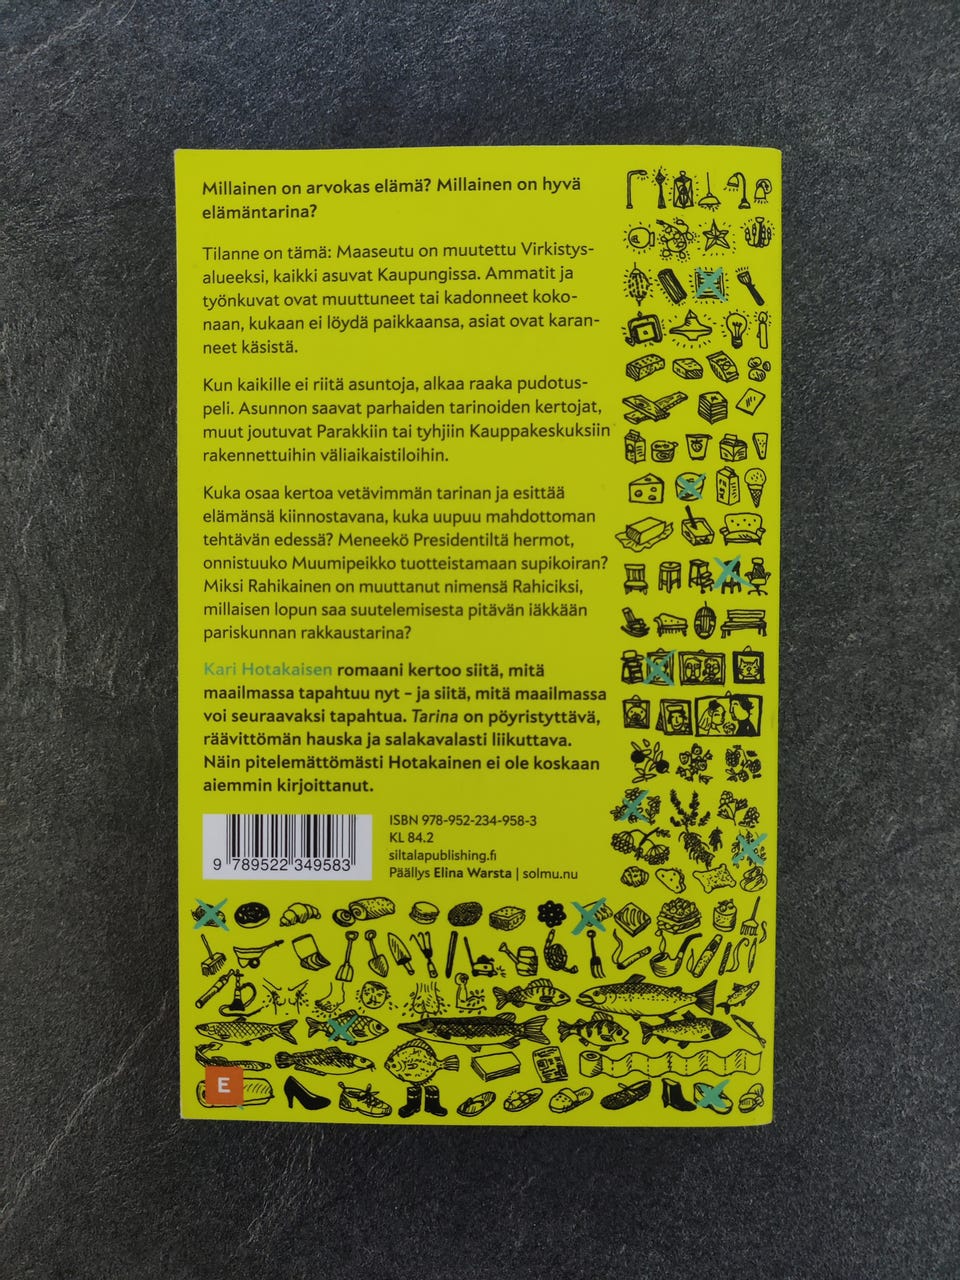 Millainen on arvokas elämä? Millainen on hyvä
elämäntarina?
Tilanne on tämä: Maaseutu on muutettu Virkistys-
alueeksi, kaikki asuvat Kaupungissa. Ammatit ja
työnkuvat ovat muuttuneet tai kadonneet koko-
naan, kukaan ei löydä paikkaansa, asiat ovat karan-
neet käsistä.
Kun kaikille ei riitä asuntoja, alkaa raaka pudotus-
peli. Asunnon saavat parhaiden tarinoiden kertojat,
muut joutuvat Parakkiin tai tyhjiin Kauppakeskuksiin
rakennettuihin väliaikaistiloihin.
Kuka osaa kertoa vetävimmän tarinan ja esittää
elämänsä kiinnostavana, kuka uupuu mahdottoman
tehtävän edessä? Meneekö Presidentiltä hermot,
onnistuuko Muumipeikko tuotteistamaan supikoiran?
Miksi Rahikainen on muuttanut nimensä Rahiciksi,
millaisen lopun saa suutelemisesta pitävän iäkkään
pariskunnan rakkaustarina?
Kari Hotakaisen romaani kertoo siitä, mitä
maailmassa tapahtuu nyt – ja siitä, mitä maailmassa
voi seuraavaksi tapahtua. Tarina on pöyristyttävä,
räävittömän hauska ja salakavalasti liikuttava.
Näin pitelemättömästi Hotakainen ei ole koskaan
aiemmin kirjoittanut.
ISBN 978-952-234-958-3
KL 84.2
siltalapublishing.fi
Päällys Elina Warsta | solmu.nu
9 789522 349583
E